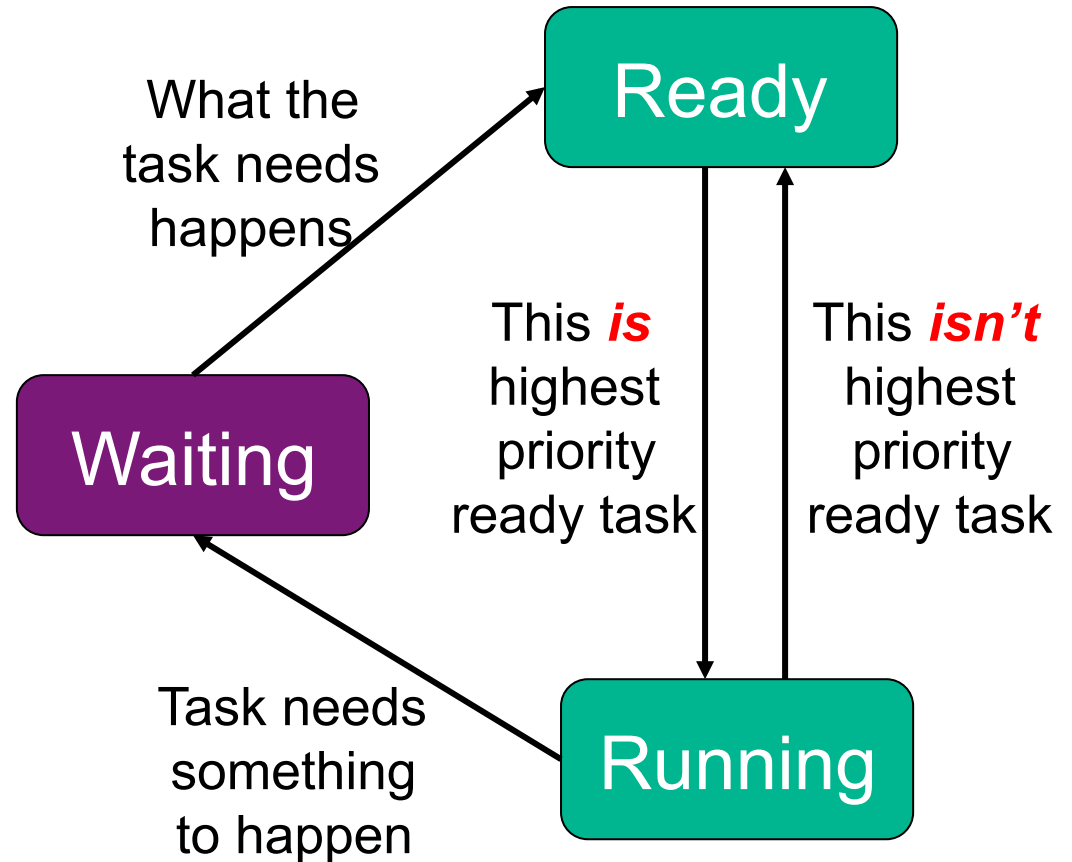 Ready
What the
task needs
happens
This is
highest
priority
ready task
This isn’t
highest
priority
ready task
Waiting
Task needs
something
to happen
Running